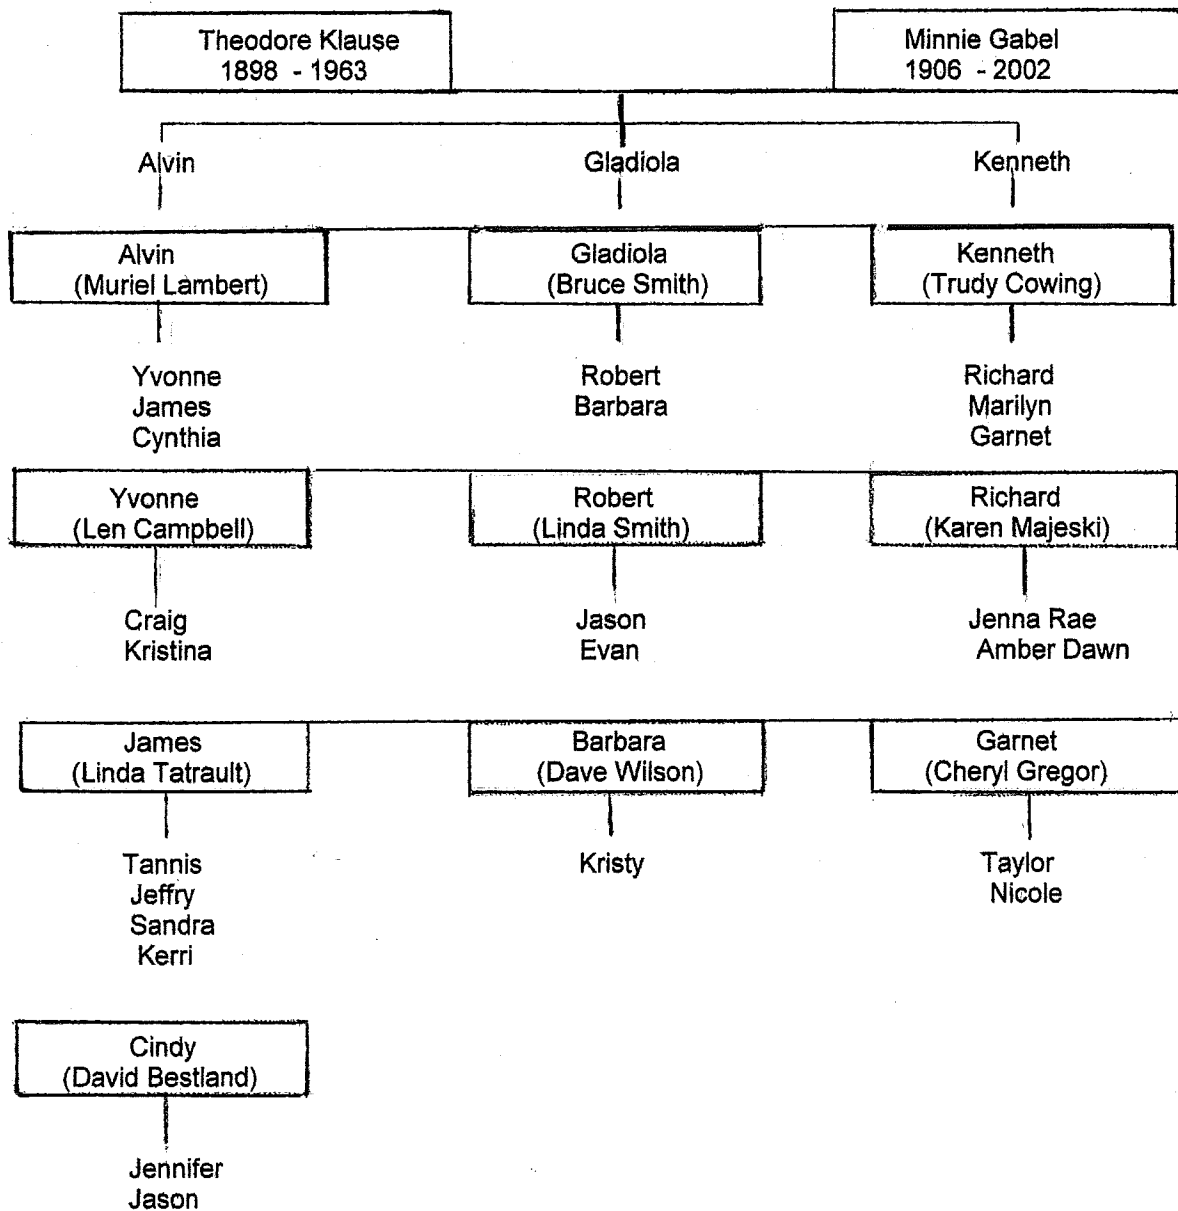 Theodore Klause
1898 - 1963
Minnie Gabel
1906 - 2002
Alvin
Gladiola
Kenneth
Alvin
(Muriel Lambert)
Gladiola
(Bruce Smith)
Kenneth
(Trudy Cowing)
Yvonne
James
Cynthia
Robert
Barbara
Richard
Marilyn
Garnet
Yvonne
(Len Campbell)
Robert
(Linda Smith)
Richard
(Karen Majeski)
Craig
Kristina
Jason
Evan
Jenna Rae
Amber Dawn
James
(Linda Tatrault)
Barbara
(Dave Wilson)
Garnet
(Cheryl Gregor)
Tannis
Jeffry
Sandra
Kerri
Kristy
Taylor
Nicole
Cindy
(David Bestland)
Jennifer
Jason